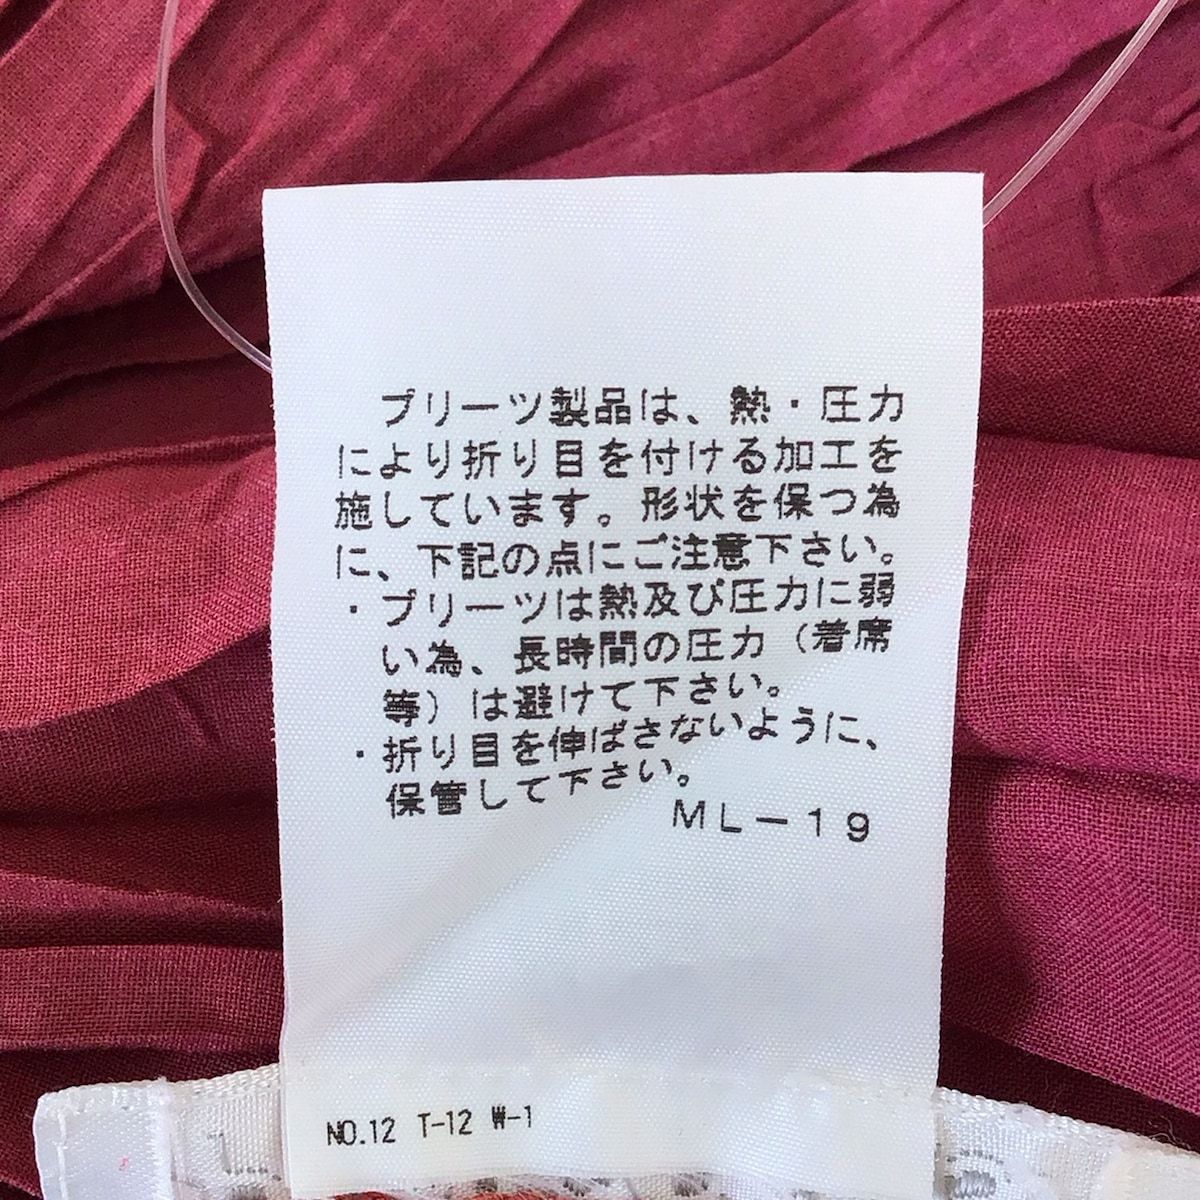 プリーツ製品は、熱・圧力
により折り目を付ける加工を
施しています。形状を保つ為
に、下記の点にご注意下さい。
・プリーツは熱及び圧力に弱
い為、長時間の圧力（着席
等）は避けて下さい。
・折り目を伸ばさないように、
保管して下さい。
ML－19
NO.12 T-12 W-1